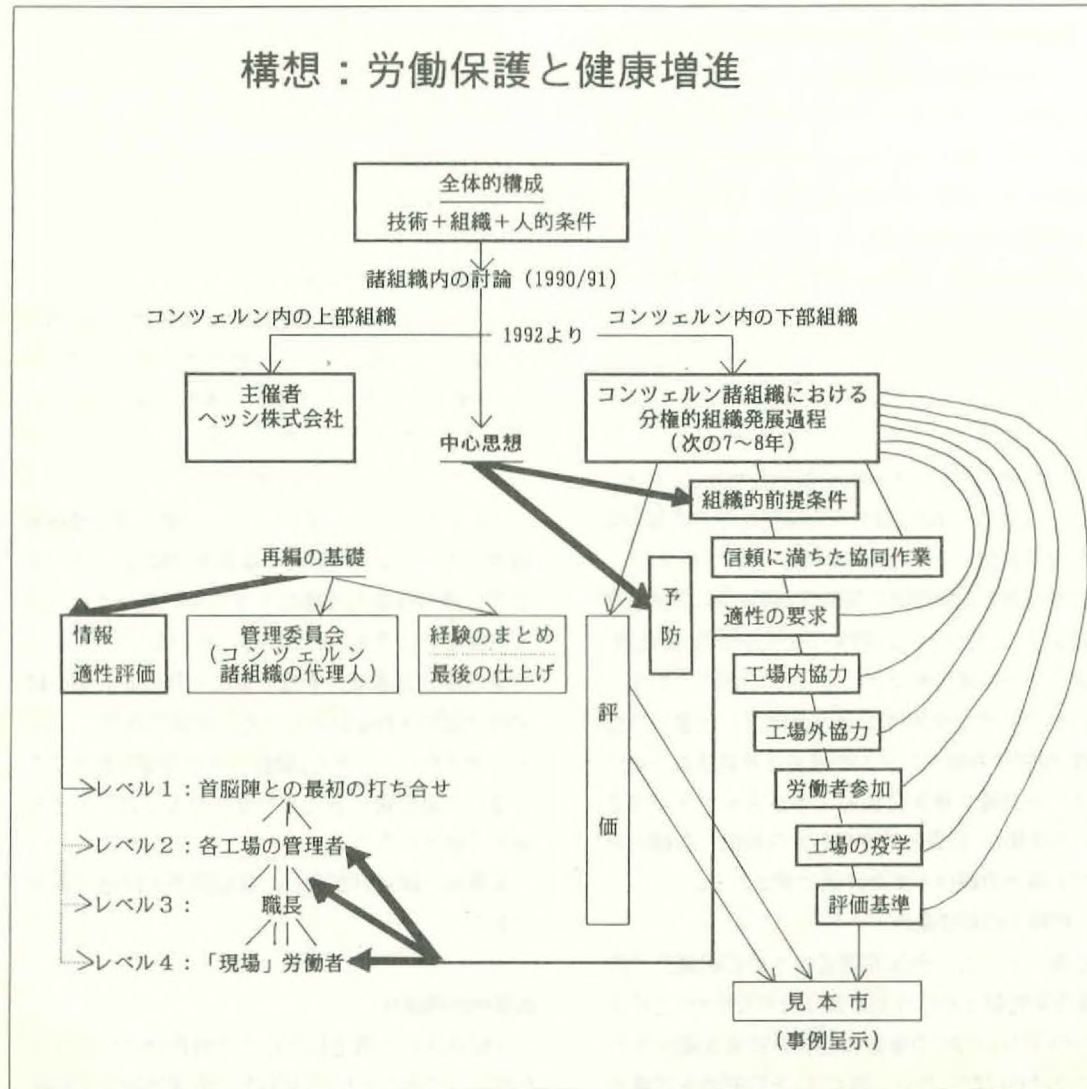 構想：労働保護と健康増進
全体的構成
技術＋組織＋人的条件
諸組織内の討論（1990/91）
コンツェルン内の上部組織
1992より
コンツェルン内の下部組織
主催者
ヘッシ株式会社
中心思想
コンツェルン諸組織における
分権的組織発展過程
（次の7～8年）
組織的前提条件
信頼に満ちた協同作業
予防
適性の要求
工場内協力
工場外協力
労働者参加
工場の疫学
評価基準
評価
再編の基礎
情報
適性評価
管理委員会
（コンツェルン
諸組織の代理人）
経験のまとめ
最後の仕上げ
レベル1：首脳陣との最初の打ち合せ
レベル2：各工場の管理者
レベル3：　職長
レベル4：「現場」労働者
見本市
（事例呈示）